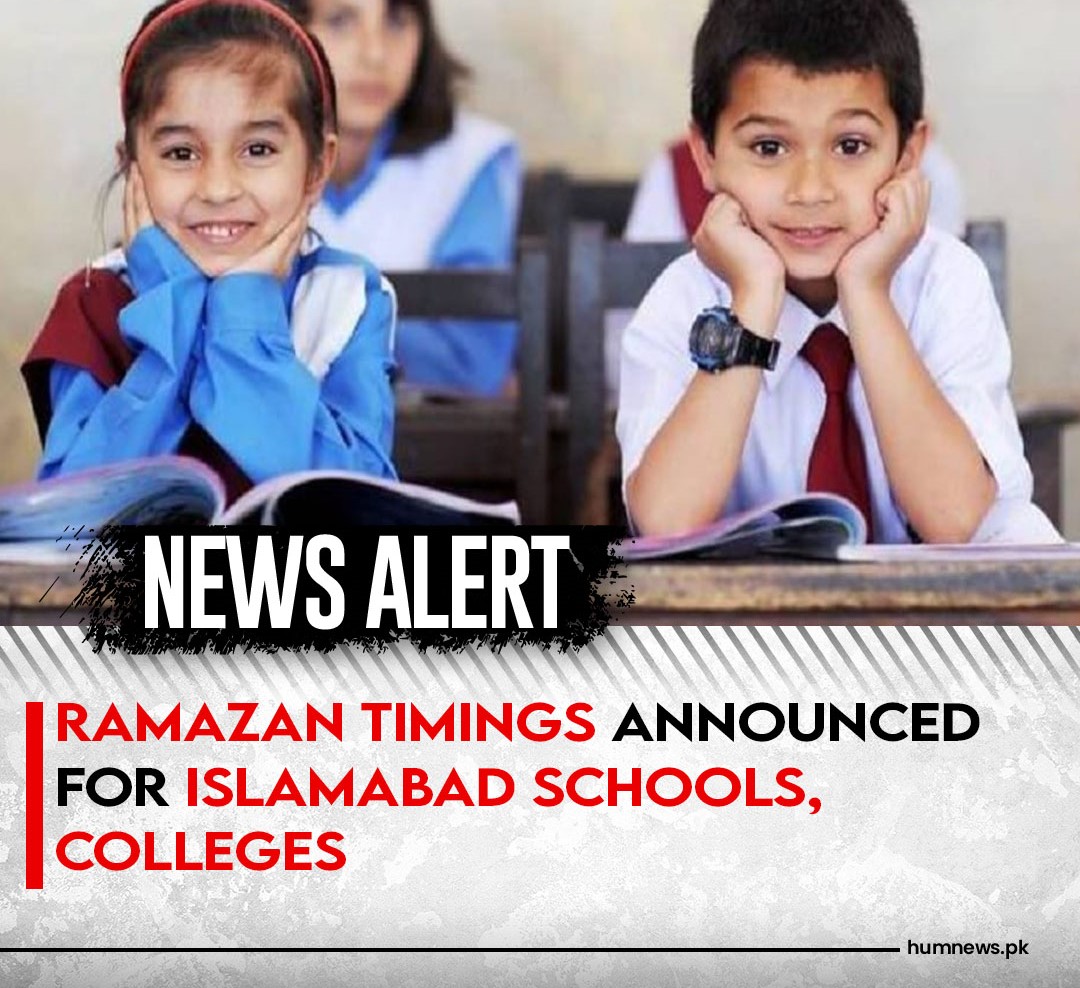 NEWS ALERT
RAMAZAN TIMINGS ANNOUNCED
FOR ISLAMABAD SCHOOLS,
COLLEGES
humnews.pk